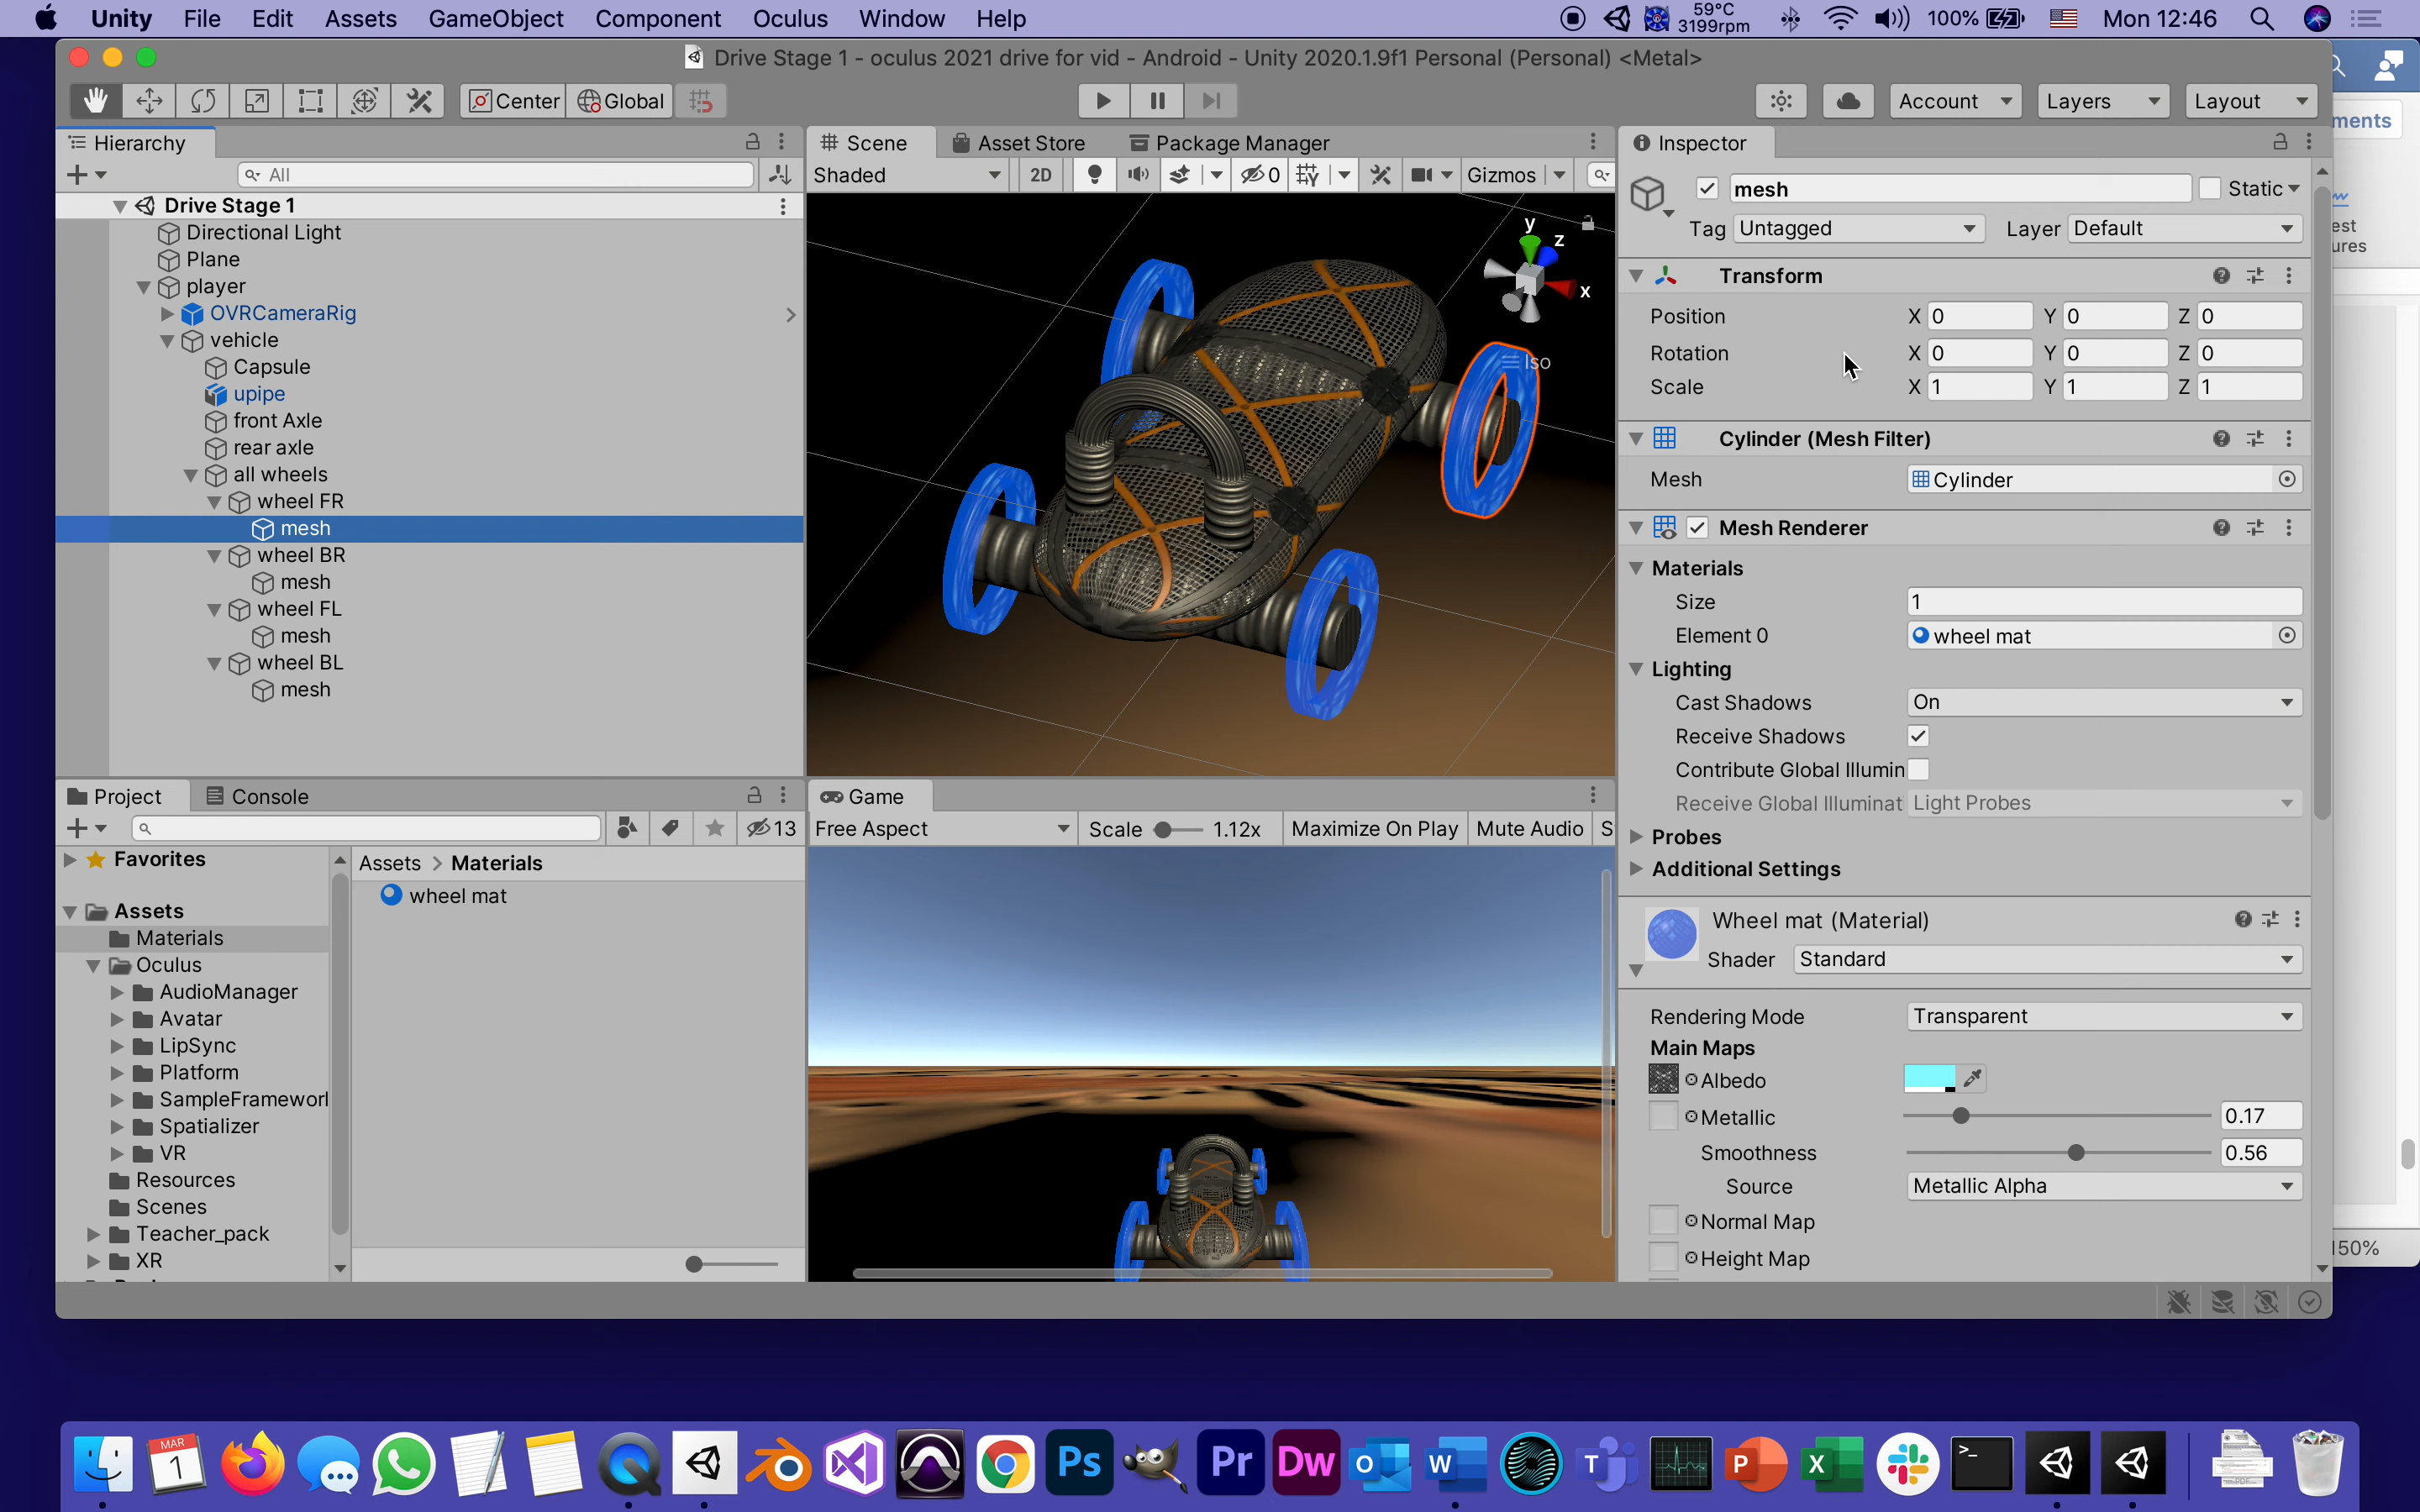 Unity File Edit Assets GameObject Component Oculus Window Help 59°C 3199rpm 100% Mon 12:46
Drive Stage 1 - oculus 2021 drive for vid - Android - Unity 2020.1.9f1 Personal (Personal) <Metal>
Center Global Account Layers Layout
ments
Hierarchy
All
Drive Stage 1
Directional Light
Plane
player
OVRCameraRig
vehicle
Capsule
upipe
front Axle
rear axle
all wheels
wheel FR
mesh
wheel BR
mesh
wheel FL
mesh
wheel BL
mesh
Scene Asset Store Package Manager
Shaded 2D 0 Gizmos
y
z
x
Iso
Inspector
mesh Static
Tag Untagged Layer Default
est
ures
Transform
Position X 0 Y 0 Z 0
Rotation X 0 Y 0 Z 0
Scale X 1 Y 1 Z 1
Cylinder (Mesh Filter)
Mesh Cylinder
Mesh Renderer
Materials
Size 1
Element 0 wheel mat
Lighting
Cast Shadows On
Receive Shadows
Contribute Global Illumin
Receive Global Illuminat Light Probes
Probes
Additional Settings
Wheel mat (Material)
Shader Standard
Rendering Mode Transparent
Main Maps
Albedo
Metallic 0.17
Smoothness 0.56
Source Metallic Alpha
Normal Map
Height Map
150%
Project Console
13
Favorites
Assets
Materials
Oculus
AudioManager
Avatar
LipSync
Platform
SampleFramework
Spatializer
VR
Resources
Scenes
Teacher_pack
XR
Assets > Materials
wheel mat
Game
Free Aspect Scale 1.12x Maximize On Play Mute Audio S
MAR 1 Ps Pr Dw O W T P X >_ PDF